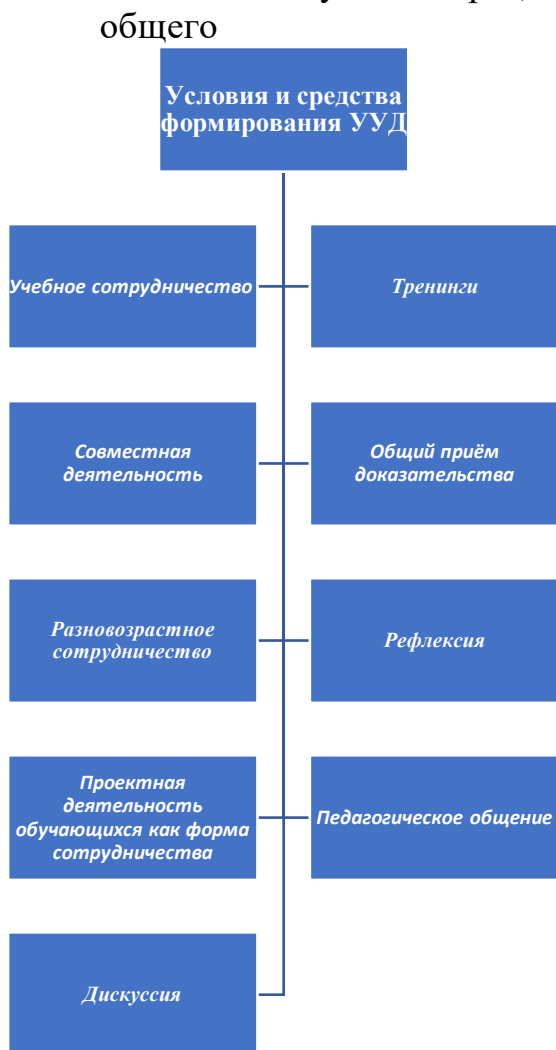 общего
Условия и средства
формирования УУД
Учебное сотрудничество
Тренинги
Совместная
деятельность
Общий приём
доказательства
Разновозрастное
сотрудничество
Рефлексия
Проектная
деятельность
обучающихся как форма
сотрудничества
Педагогическое общение
Дискуссия